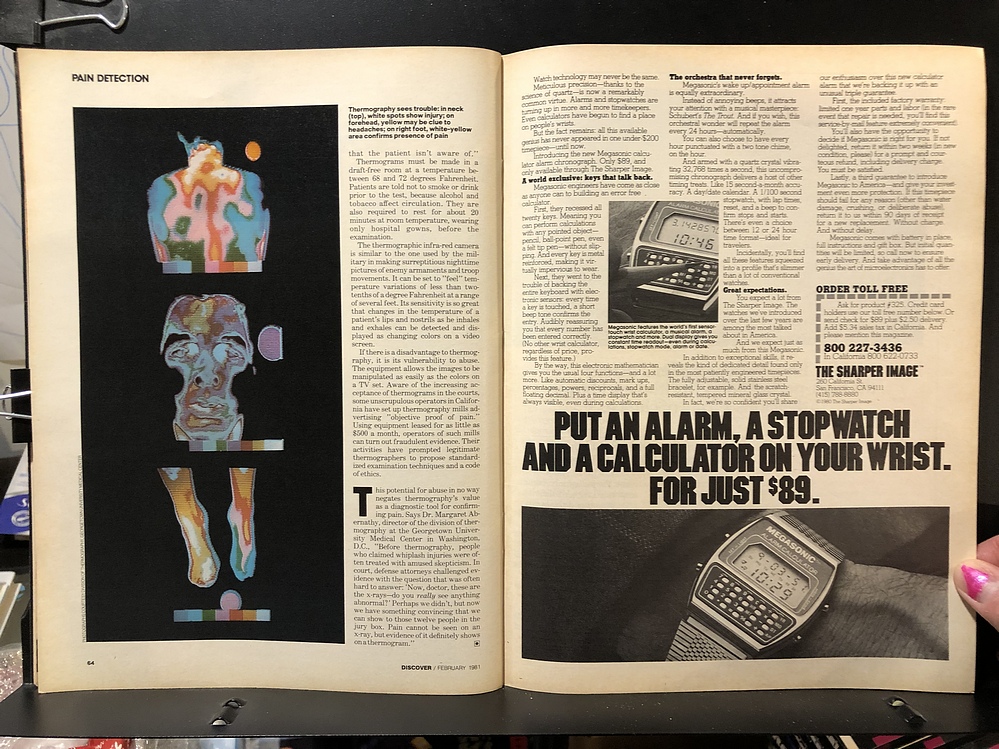 PAIN DETECTION
Thermography sees trouble: in neck
(top), white spots show injury; on
forehead, yellow may be clue to
headaches; on right foot, white-yellow
area confirms presence of pain
that the patient isn't aware of."
Thermograms must be made in a
draft-free room at a temperature be-
tween 68 and 72 degrees Fahrenheit.
Patients are told not to smoke or drink
prior to the test, because alcohol and
tobacco affect circulation. They are
also required to rest for about 20
minutes at room temperature, wearing
only hospital gowns, before the
examination.
The thermographic infra-red camera
is similar to the one used by the mil-
itary in making surreptitious nighttime
pictures of enemy armaments and troop
movements. It can be set to "feel" tem-
perature variations of less than two-
tenths of a degree Fahrenheit at a range
of several feet. Its sensitivity is so great
that changes in the temperature of a
patient's lips and nostrils as he inhales
and exhales can be detected and dis-
played as changing colors on a video
screen.
If there is a disadvantage to thermog-
raphy, it is its vulnerability to abuse.
The equipment allows the images to be
manipulated as easily as the colors on
a TV set. Aware of the increasing ac-
ceptance of thermograms in the courts,
some unscrupulous operators in Califor-
nia have set up thermography mills ad-
vertising "objective proof of pain."
Using equipment leased for as little as
$500 a month, operators of such mills
can turn out fraudulent evidence. Their
activities have prompted legitimate
thermographers to propose standard-
ized examination techniques and a code
of ethics.
This potential for abuse in no way
negates thermography's value
as a diagnostic tool for confirm-
ing pain. Says Dr. Margaret Ab-
ernathy, director of the division of ther-
mography at the Georgetown Univer-
sity Medical Center in Washington,
D.C., "Before thermography, people
who claimed whiplash injuries were of-
ten treated with amused skepticism. In
court, defense attorneys challenged ev-
idence with the question that was often
hard to answer: 'Now, doctor, these are
the x-rays—do you really see anything
abnormal?' Perhaps we didn't, but now
we have something convincing that we
can show to those twelve people in the
jury box. Pain cannot be seen on an
x-ray, but evidence of it definitely shows
on a thermogram."
64
DISCOVER / FEBRUARY 1981
Watch technology may never be the same.
Meticulous precision—thanks to the
science of quartz—is now a remarkably
common virtue. Alarms and stopwatches are
turning up in more and more timekeepers.
Even calculators have begun to find a place
on people's wrists.
But the fact remains: all this available
genius has never appeared in one under-$200
timepiece—until now.
Introducing the new Megasonic calcu-
lator alarm chronograph. Only $89, and
only available through The Sharper Image.
A world exclusive: keys that talk back.
Megasonic engineers have come as close
as anyone can to building an error free
calculator.
First, they recessed all
twenty keys. Meaning you
can perform calculations
with any pointed object—
pencil, ball-point pen, even
a felt tip pen—without slip-
ping. And every key is metal
reinforced, making it vir-
tually impervious to wear.
Next, they went to the
trouble of backing the
entire keyboard with elec-
tronic sensors: every time
a key is touched, a short
beep tone confirms the
entry. Audibly reassuring
you that every number has
been entered correctly.
(No other wrist calculator,
regardless of price, pro-
vides this feature.)
By the way, this electronic mathematician
gives you the usual four functions—and a lot
more. Like automatic discounts, mark ups,
percentages, powers, reciprocals, and a full
floating decimal. Plus a time display that's
always visible, even during calculations.
The orchestra that never forgets.
Megasonic's wake up/appointment alarm
is equally extraordinary.
Instead of annoying beeps, it attracts
your attention with a musical masterpiece:
Schubert's The Trout. And if you wish, this
orchestral wonder will repeat the alarm
every 24 hours—automatically.
You can also choose to have every
hour punctuated with a two tone chime,
on the hour.
And armed with a quartz crystal vibra-
ting 32,768 times a second, this uncompro-
mising chronograph delivers a host of other
timing treats. Like 15 second-a-month accu-
racy. A day/date calendar. A 1/100 second
stopwatch, with lap times,
reset, and a beep to con-
firm stops and starts.
There's even a choice
between 12 or 24 hour
time format—ideal for
travelers.
Incidentally, you'll find
all these features squeezed
into a profile that's slimmer
than a lot of conventional
watches.
Great expectations.
You expect a lot from
The Sharper Image. The
watches we've introduced
over the last few years are
among the most talked
about in America.
And we expect just as
much from this Megasonic.
In addition to exceptional skills, it re-
veals the kind of dedicated detail found only
in the most patiently engineered timepieces.
The fully adjustable, solid stainless steel
bracelet, for example. And the scratch-
resistant, tempered mineral glass crystal.
In fact, we're so confident you'll share
3.142857
10:46
Megasonic features the world's first sensor-
touch wrist calculator, a musical alarm, a
stopwatch and more. Dual display gives you
constant time readout—even during calcu-
lations, stopwatch mode, alarm or date.
our enthusiasm over this new calculator
alarm that we're backing it up with an
unusual triple guarantee.
First, the included factory warranty:
limited one year parts and labor (in the rare
event that repair is needed, you'll find this
service-by-mail feature extremely convenient).
You'll also have the opportunity to
decide if Megasonic is right for you. If not
delighted, return it within two weeks (in new
condition, please) for a prompt and cour-
teous refund, including delivery charge.
You must be satisfied.
Lastly, a third guarantee to introduce
Megasonic to America—and give your invest-
ment even more protection. If this timepiece
should fail for any reason (other than water
damage, crushing, or deliberate abuse),
return it to us within 90 days of receipt
for a new replacement. Without charge.
And without delay.
Megasonic comes with battery in place,
full instructions and gift box. But initial quan-
tities will be limited, so call now to ensure
early delivery. And take advantage of all the
genius the art of microelectronics has to offer.
ORDER TOLL FREE
Ask for product #325. Credit card
holders use our toll free number below. Or
send check for $89 plus $2.50 delivery.
Add $5.34 sales tax in California. And
please mention this magazine.
800 227-3436
In California 800 622-0733
THE SHARPER IMAGE™
260 California St.
San Francisco, CA 94111
(415) 788-8880
© 1980 The Sharper Image
PUT AN ALARM, A STOPWATCH
AND A CALCULATOR ON YOUR WRIST.
FOR JUST $89.
MEGASONIC
ALARM CALCULATOR
10:29